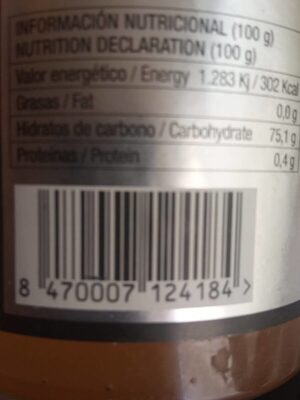 INFORMACIÓN NUTRICIONAL (100 g)
NUTRITION DECLARATION (100 g)
Valor energético / Energy 1.283 Kj / 302 Kcal
Grasas / Fat 0,0 g
Hidratos de carbono / Carbohydrate 75,1 g
Proteínas / Protein 0,4 g
8 470007 124184 >